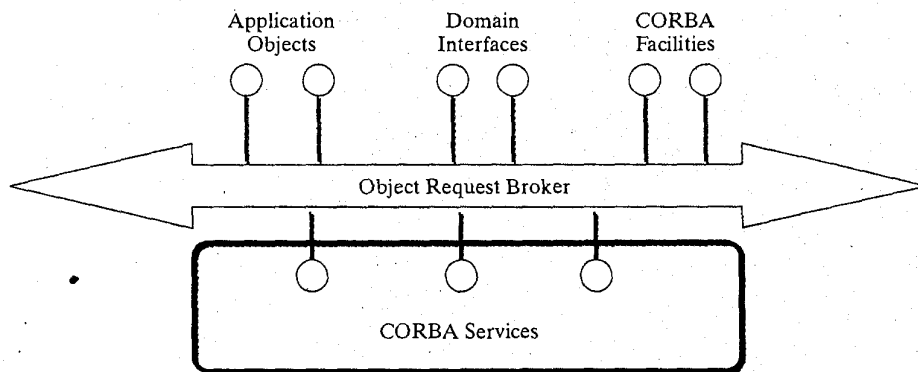 Application
Objects
Domain
Interfaces
CORBA
Facilities
Object Request Broker
CORBA Services